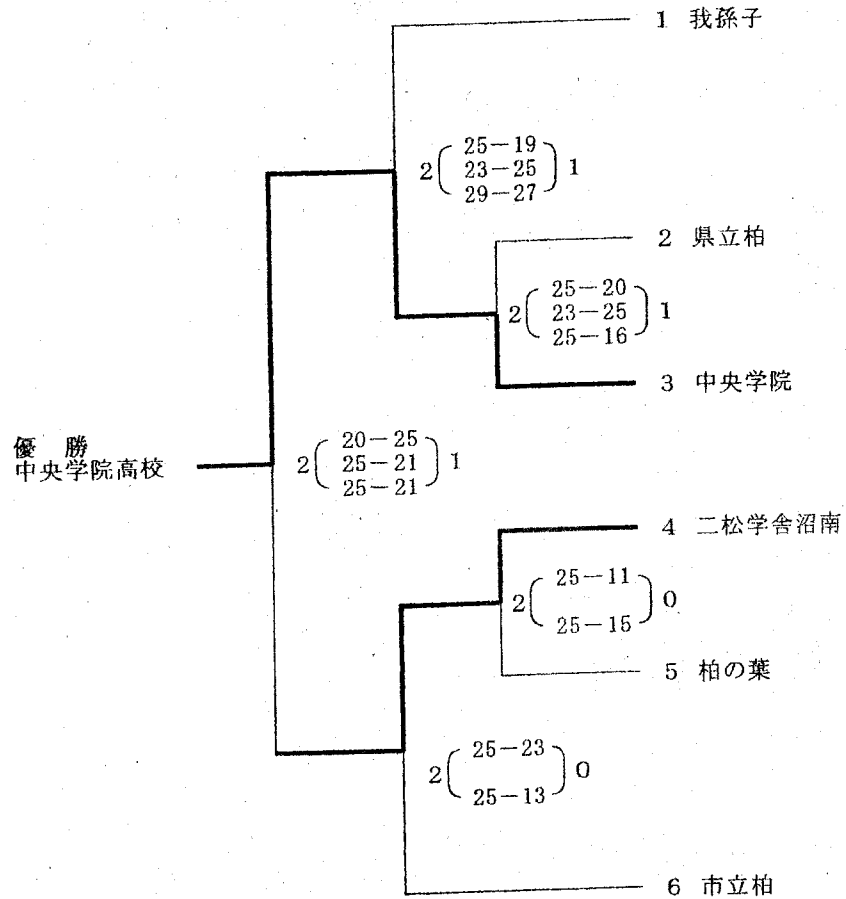 1 我孫子
2 ( 25-19 23-25 29-27 ) 1
2 県立柏
2 ( 25-20 23-25 25-16 ) 1
3 中央学院
優勝
中央学院高校
2 ( 20-25 25-21 25-21 ) 1
4 二松学舎沼南
2 ( 25-11 25-15 ) 0
5 柏の葉
2 ( 25-23 25-13 ) 0
6 市立柏